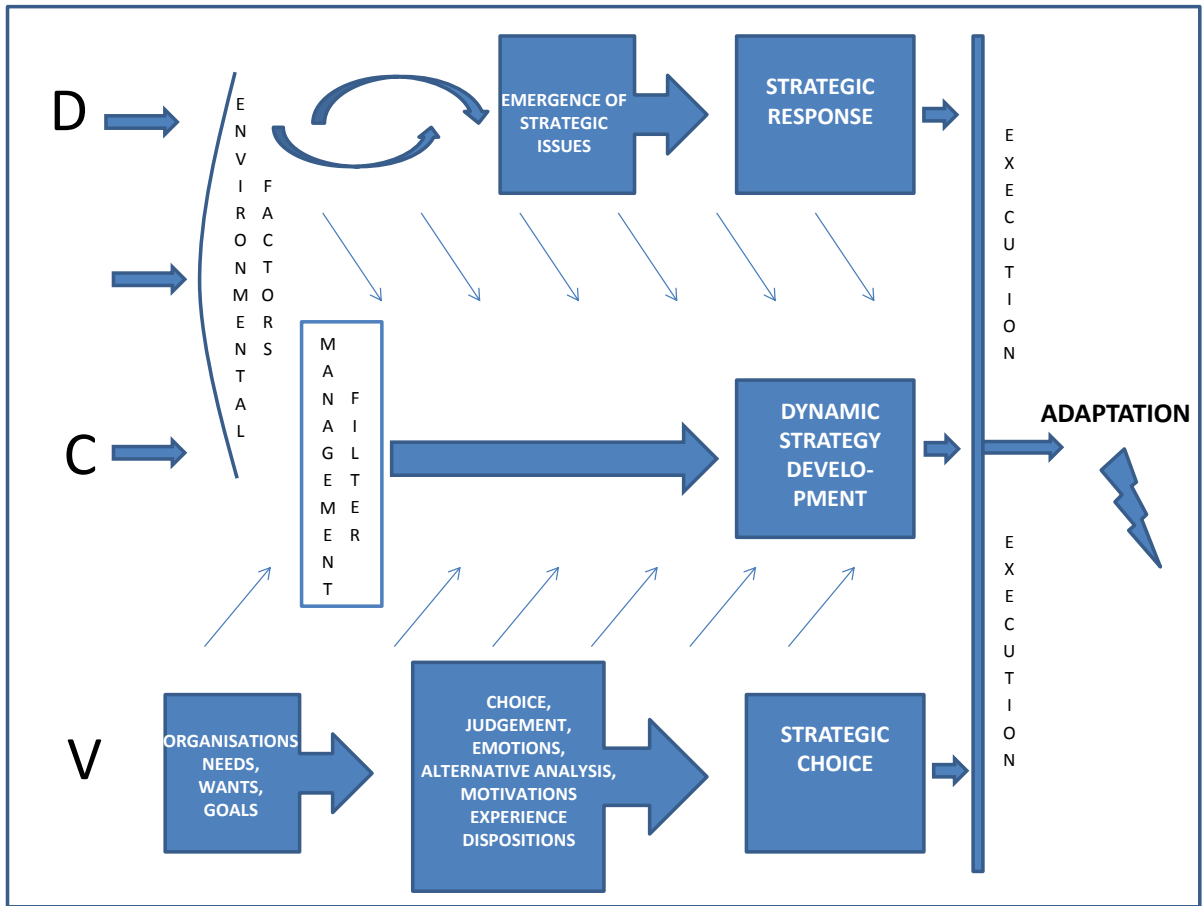 D
ENVIRONMENTAL
FACTORS
EMERGENCE OF
STRATEGIC
ISSUES
STRATEGIC
RESPONSE
EXECUTION
C
MANAGEMENT
FILTER
DYNAMIC
STRATEGY
DEVELO-
PMENT
ADAPTATION
V
ORGANISATIONS
NEEDS,
WANTS,
GOALS
CHOICE,
JUDGEMENT,
EMOTIONS,
ALTERNATIVE ANALYSIS,
MOTIVATIONS
EXPERIENCE
DISPOSITIONS
STRATEGIC
CHOICE
EXECUTION